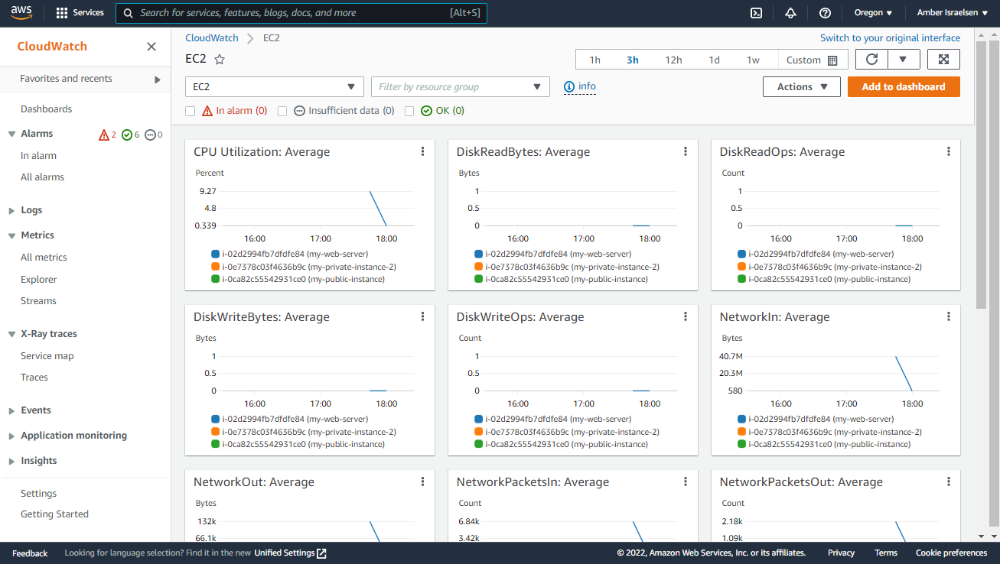 aws
Services
Search for services, features, blogs, docs, and more
[Alt+S]
Oregon
Amber Israelsen
CloudWatch
Favorites and recents
Dashboards
Alarms 2 6 0
In alarm
All alarms
Logs
Metrics
All metrics
Explorer
Streams
X-Ray traces
Service map
Traces
Events
Application monitoring
Insights
Settings
Getting Started
CloudWatch EC2
Switch to your original interface
EC2
1h 3h 12h 1d 1w Custom
EC2
Filter by resource group
info
Actions
Add to dashboard
In alarm (0) Insufficient data (0) OK (0)
CPU Utilization: Average
Percent
9.27
4.8
0.339
16:00 17:00 18:00
i-02d2994fb7dfdfe84 (my-web-server)
i-0e7378c03f4636b9c (my-private-instance-2)
i-0ca82c55542931ce0 (my-public-instance)
DiskReadBytes: Average
Bytes
1
0.5
0
16:00 17:00 18:00
i-02d2994fb7dfdfe84 (my-web-server)
i-0e7378c03f4636b9c (my-private-instance-2)
i-0ca82c55542931ce0 (my-public-instance)
DiskReadOps: Average
Count
1
0.5
0
16:00 17:00 18:00
i-02d2994fb7dfdfe84 (my-web-server)
i-0e7378c03f4636b9c (my-private-instance-2)
i-0ca82c55542931ce0 (my-public-instance)
DiskWriteBytes: Average
Bytes
1
0.5
0
16:00 17:00 18:00
i-02d2994fb7dfdfe84 (my-web-server)
i-0e7378c03f4636b9c (my-private-instance-2)
i-0ca82c55542931ce0 (my-public-instance)
DiskWriteOps: Average
Count
1
0.5
0
16:00 17:00 18:00
i-02d2994fb7dfdfe84 (my-web-server)
i-0e7378c03f4636b9c (my-private-instance-2)
i-0ca82c55542931ce0 (my-public-instance)
NetworkIn: Average
Bytes
40.7M
20.3M
580
16:00 17:00 18:00
i-02d2994fb7dfdfe84 (my-web-server)
i-0e7378c03f4636b9c (my-private-instance-2)
i-0ca82c55542931ce0 (my-public-instance)
NetworkOut: Average
Bytes
132k
66.1k
NetworkPacketsIn: Average
Count
6.84k
3.42k
NetworkPacketsOut: Average
Count
2.18k
1.09k
Feedback
Looking for language selection? Find it in the new Unified Settings
© 2022, Amazon Web Services, Inc. or its affiliates.
Privacy
Terms
Cookie preferences